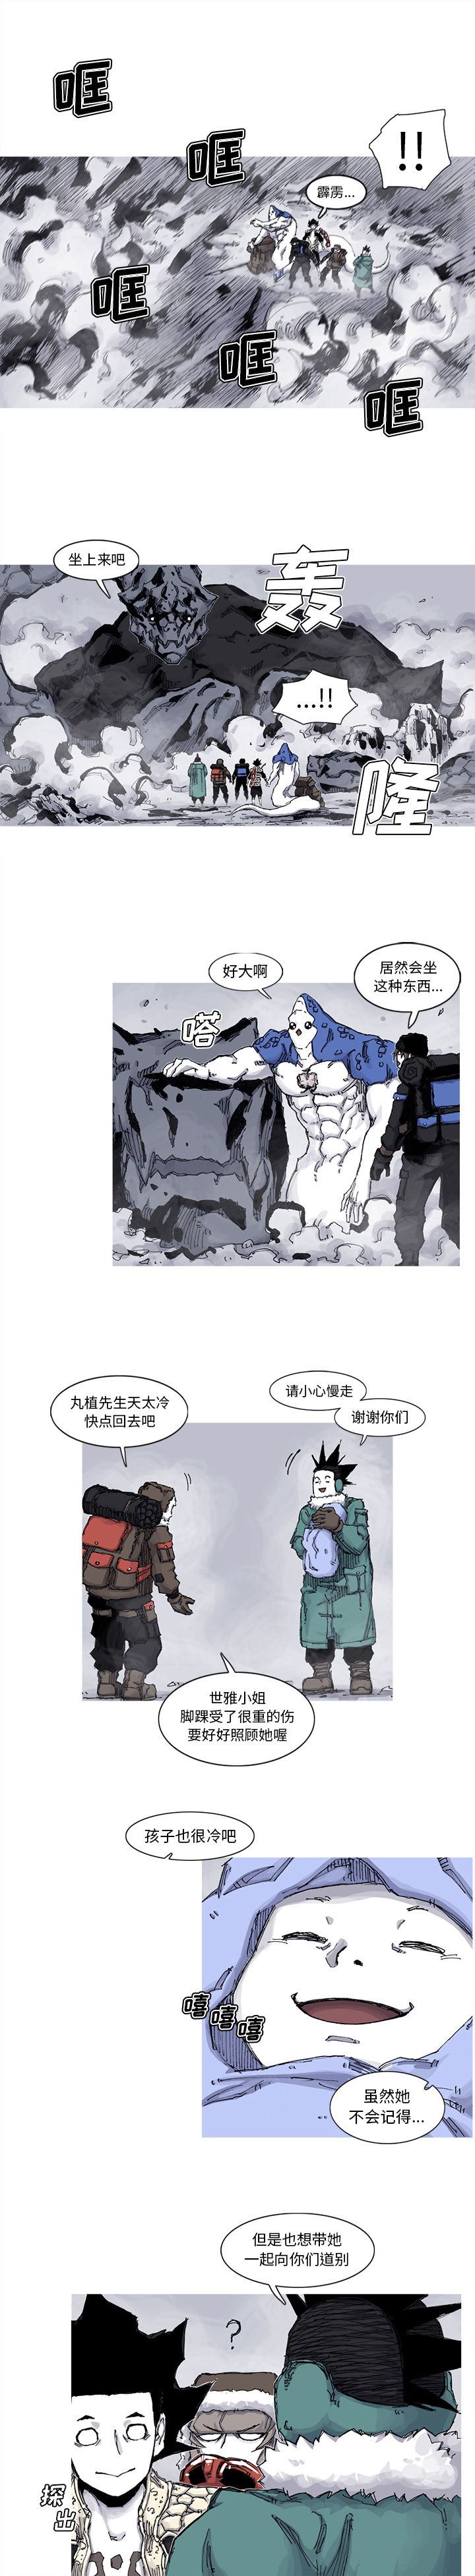 哐
哐
!!
霹雳...
哐
哐
哐
坐上来吧
轰
...!!
隆
好大啊
居然会坐
这种东西...
嗒
丸植先生天太冷
快点回去吧
请小心慢走
谢谢你们
世雅小姐
脚踝受了很重的伤
要好好照顾她喔
孩子也很冷吧
嘻嘻嘻
虽然她
不会记得...
但是也想带她
一起向你们道别
?
探出